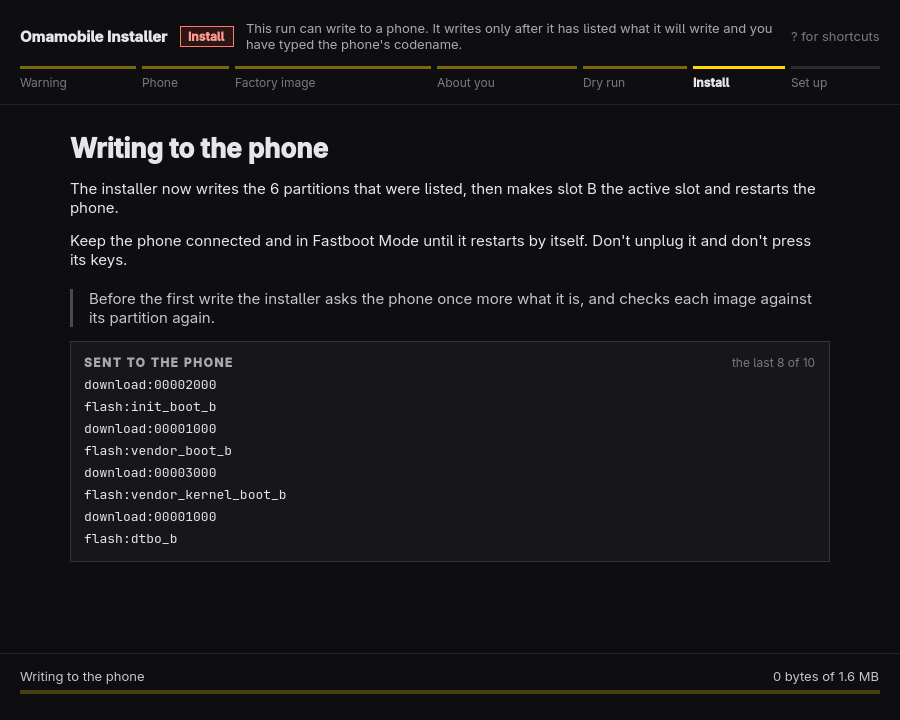 Omamobile Installer
Install
This run can write to a phone. It writes only after it has listed what it will write and you
have typed the phone's codename.
? for shortcuts
Warning
Phone
Factory image
About you
Dry run
Install
Set up
Writing to the phone
The installer now writes the 6 partitions that were listed, then makes slot B the active slot and restarts the
phone.
Keep the phone connected and in Fastboot Mode until it restarts by itself. Don't unplug it and don't press
its keys.
Before the first write the installer asks the phone once more what it is, and checks each image against
its partition again.
SENT TO THE PHONE
the last 8 of 10
download:00002000
flash:init_boot_b
download:00001000
flash:vendor_boot_b
download:00003000
flash:vendor_kernel_boot_b
download:00001000
flash:dtbo_b
Writing to the phone
0 bytes of 1.6 MB